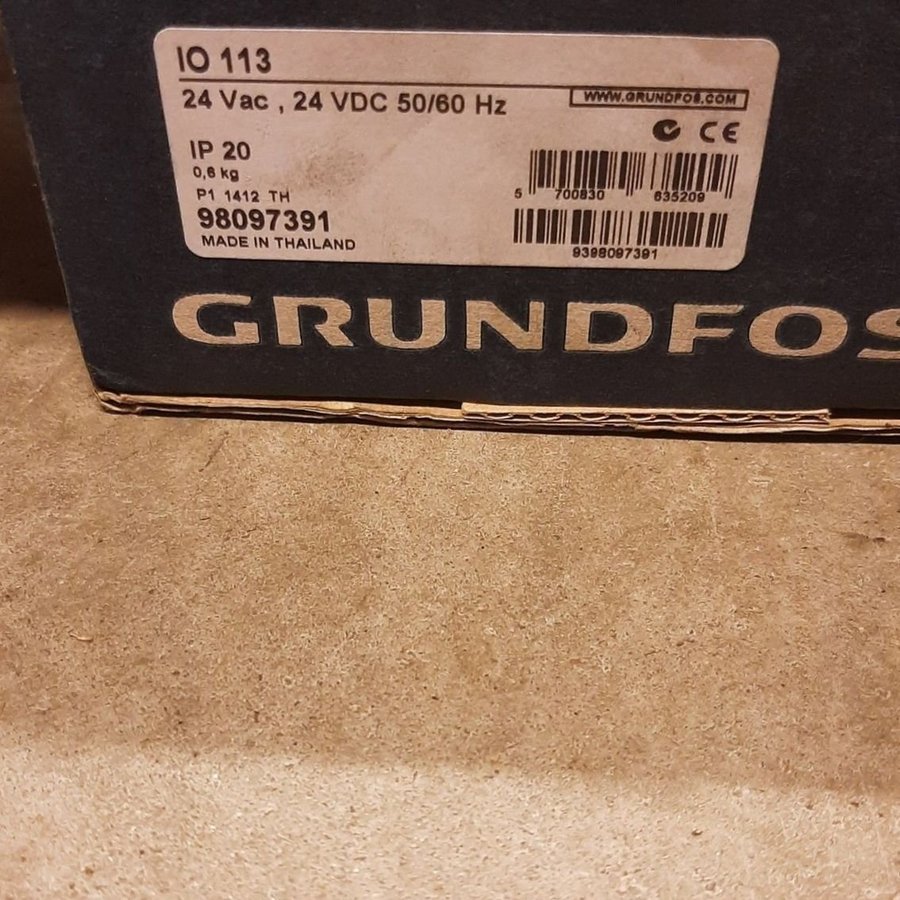 IO 113
24 Vac , 24 VDC 50/60 Hz
WWW.GRUNDFOS.COM
CE
IP 20
0,6 kg
P1 1412 TH
98097391
MADE IN THAILAND
5 700830 635209
9398097391
GRUNDFOS